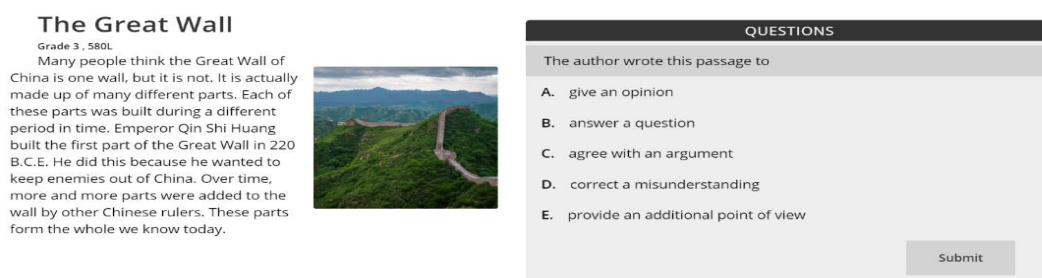 The Great Wall
Grade 3 , 580L
Many people think the Great Wall of
China is one wall, but it is not. It is actually
made up of many different parts. Each of
these parts was built during a different
period in time. Emperor Qin Shi Huang
built the first part of the Great Wall in 220
B.C.E. He did this because he wanted to
keep enemies out of China. Over time,
more and more parts were added to the
wall by other Chinese rulers. These parts
form the whole we know today.
QUESTIONS
The author wrote this passage to
A. give an opinion
B. answer a question
C. agree with an argument
D. correct a misunderstanding
E. provide an additional point of view
Submit